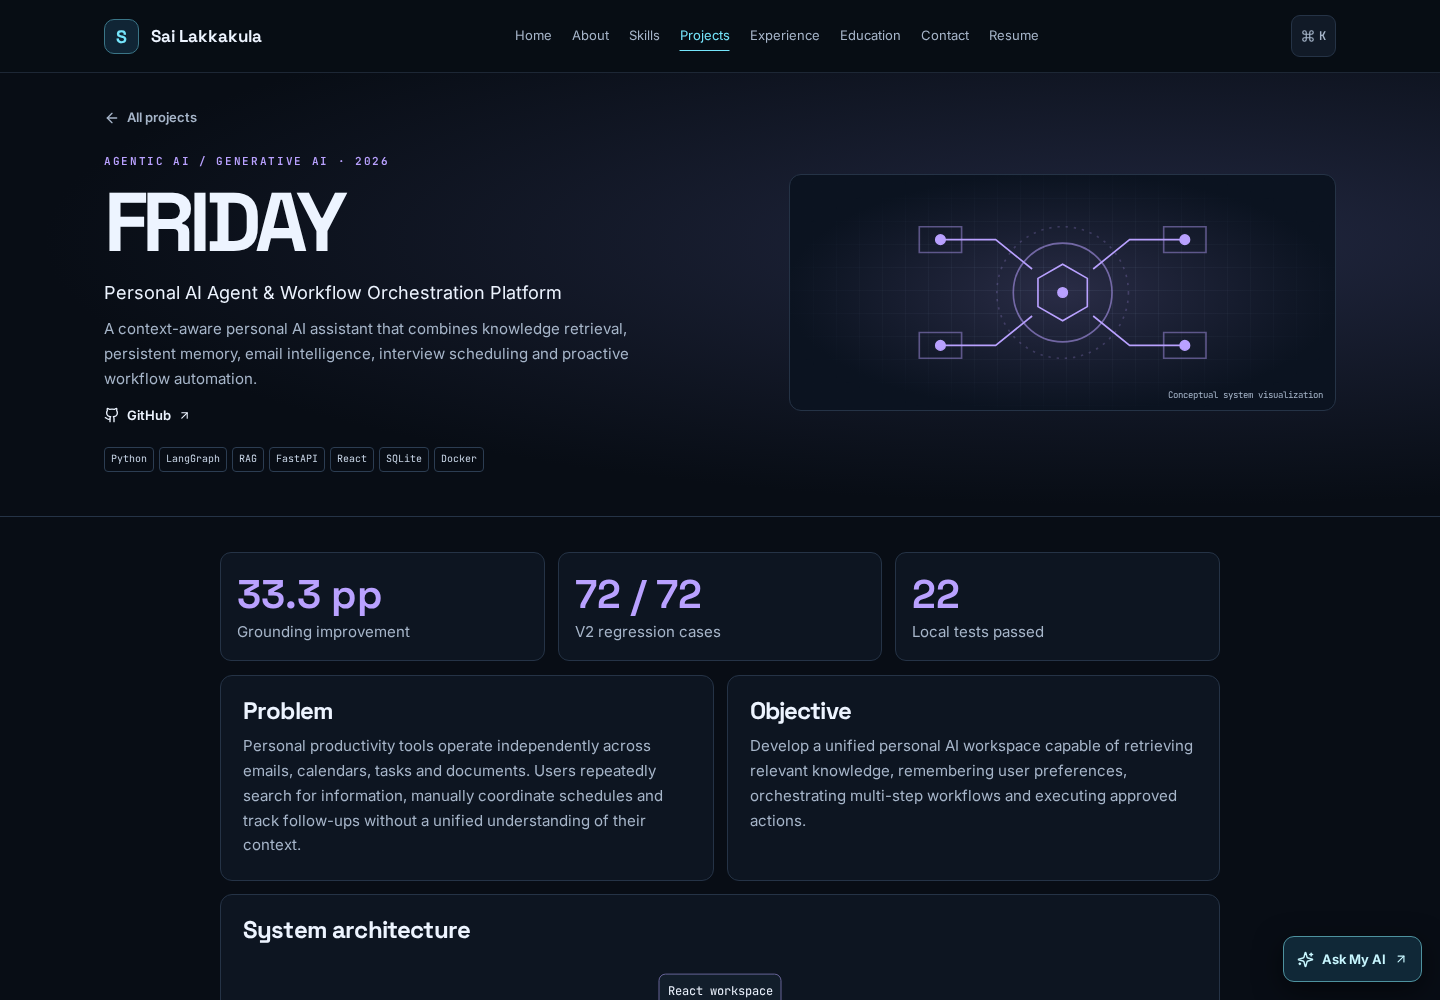 S
Sai Lakkakula
Home
About
Skills
Projects
Experience
Education
Contact
Resume
⌘ K
← All projects
AGENTIC AI / GENERATIVE AI · 2026
FRIDAY
Personal AI Agent & Workflow Orchestration Platform
A context-aware personal AI assistant that combines knowledge retrieval,
persistent memory, email intelligence, interview scheduling and proactive
workflow automation.
GitHub
Python
LangGraph
RAG
FastAPI
React
SQLite
Docker
Conceptual system visualization
33.3 pp
Grounding improvement
72 / 72
V2 regression cases
22
Local tests passed
Problem
Personal productivity tools operate independently across
emails, calendars, tasks and documents. Users repeatedly
search for information, manually coordinate schedules and
track follow-ups without a unified understanding of their
context.
Objective
Develop a unified personal AI workspace capable of retrieving
relevant knowledge, remembering user preferences,
orchestrating multi-step workflows and executing approved
actions.
System architecture
React workspace
Ask My AI